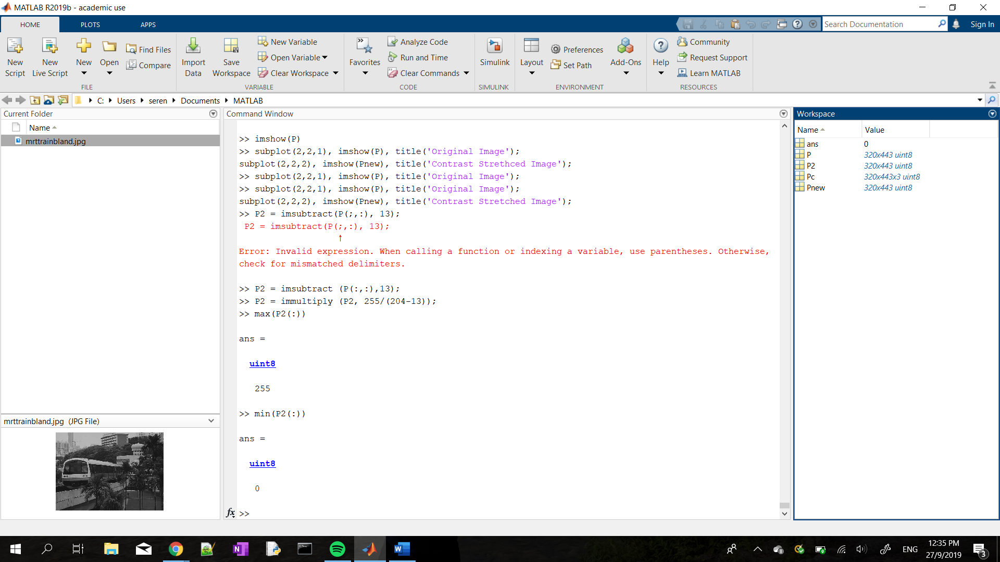 MATLAB R2019b - academic use
HOME PLOTS APPS
Search Documentation
Sign In
New Script
New Live Script
New
Open
Find Files
Compare
FILE
Import Data
Save Workspace
New Variable
Open Variable
Clear Workspace
VARIABLE
Favorites
Analyze Code
Run and Time
Clear Commands
CODE
Simulink
SIMULINK
Layout
Preferences
Set Path
Add-Ons
ENVIRONMENT
Help
Community
Request Support
Learn MATLAB
RESOURCES
C: Users seren Documents MATLAB
Current Folder
Name
mrttrainbland.jpg
mrttrainbland.jpg (JPG File)
Command Window
>> imshow(P)
>> subplot(2,2,1), imshow(P), title('Original Image');
subplot(2,2,2), imshow(Pnew), title('Contrast Strethced Image');
>> subplot(2,2,1), imshow(P), title('Original Image');
>> subplot(2,2,1), imshow(P), title('Original Image');
subplot(2,2,2), imshow(Pnew), title('Contrast Stretched Image');
>> P2 = imsubtract(P(;,:), 13);
P2 = imsubtract(P(;,:), 13);
↑
Error: Invalid expression. When calling a function or indexing a variable, use parentheses. Otherwise,
check for mismatched delimiters.
>> P2 = imsubtract (P(:,:),13);
>> P2 = immultiply (P2, 255/(204-13));
>> max(P2(:))
ans =
uint8
255
>> min(P2(:))
ans =
uint8
0
fx >>
Workspace
Name Value
ans 0
P 320x443 uint8
P2 320x443 uint8
Pc 320x443x3 uint8
Pnew 320x443 uint8
ENG
12:35 PM
27/9/2019
3